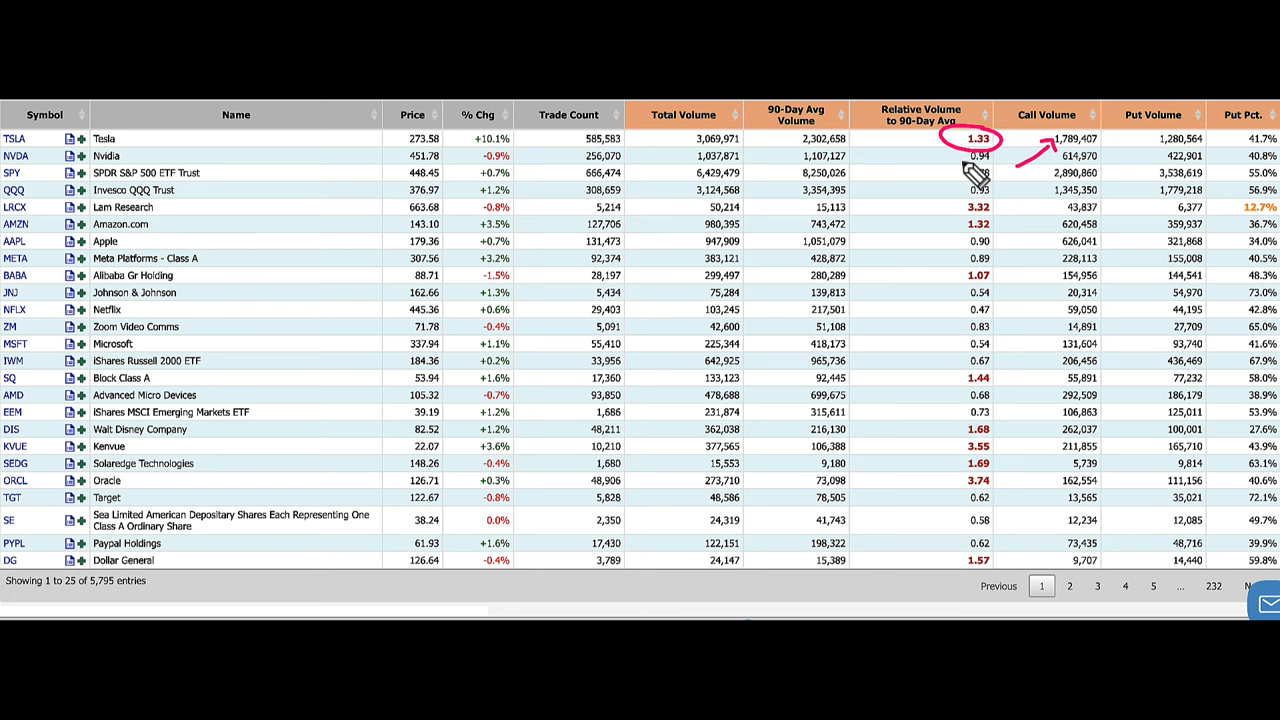 Symbol Name Price % Chg Trade Count Total Volume 90-Day Avg Volume Relative Volume to 90-Day Avg Call Volume Put Volume Put Pct.
TSLA Tesla 273.58 +10.1% 585,583 3,069,971 2,302,658 1.33 1,789,407 1,280,564 41.7%
NVDA Nvidia 451.78 -0.9% 256,070 1,037,871 1,107,127 0.94 614,970 422,901 40.8%
SPY SPDR S&P 500 ETF Trust 448.45 +0.7% 666,474 6,429,479 8,250,026 2,890,860 3,538,619 55.0%
QQQ Invesco QQQ Trust 376.97 +1.2% 308,659 3,124,568 3,354,395 0.93 1,345,350 1,779,218 56.9%
LRCX Lam Research 663.68 -0.8% 5,214 50,214 15,113 3.32 43,837 6,377 12.7%
AMZN Amazon.com 143.10 +3.5% 127,706 980,395 743,472 1.32 620,458 359,937 36.7%
AAPL Apple 179.36 +0.7% 131,473 947,909 1,051,079 0.90 626,041 321,868 34.0%
META Meta Platforms - Class A 307.56 +3.2% 92,374 383,121 428,872 0.89 228,113 155,008 40.5%
BABA Alibaba Gr Holding 88.71 -1.5% 28,197 299,497 280,289 1.07 154,956 144,541 48.3%
JNJ Johnson & Johnson 162.66 +1.3% 5,434 75,284 139,813 0.54 20,314 54,970 73.0%
NFLX Netflix 445.36 +0.6% 29,403 103,245 217,501 0.47 59,050 44,195 42.8%
ZM Zoom Video Comms 71.78 -0.4% 5,091 42,600 51,108 0.83 14,891 27,709 65.0%
MSFT Microsoft 337.94 +1.1% 55,410 225,344 418,173 0.54 131,604 93,740 41.6%
IWM iShares Russell 2000 ETF 184.36 +0.2% 33,956 642,925 965,736 0.67 206,456 436,469 67.9%
SQ Block Class A 53.94 +1.6% 17,360 133,123 92,445 1.44 55,891 77,232 58.0%
AMD Advanced Micro Devices 105.32 -0.7% 93,850 478,688 699,675 0.68 292,509 186,179 38.9%
EEM iShares MSCI Emerging Markets ETF 39.19 +1.2% 1,686 231,874 315,611 0.73 106,863 125,011 53.9%
DIS Walt Disney Company 82.52 +1.2% 48,211 362,038 216,130 1.68 262,037 100,001 27.6%
KVUE Kenvue 22.07 +3.6% 10,210 377,565 106,388 3.55 211,855 165,710 43.9%
SEDG Solaredge Technologies 148.26 -0.4% 1,680 15,553 9,180 1.69 5,739 9,814 63.1%
ORCL Oracle 126.71 +0.3% 48,906 273,710 73,098 3.74 162,554 111,156 40.6%
TGT Target 122.67 -0.8% 5,828 48,586 78,505 0.62 13,565 35,021 72.1%
SE Sea Limited American Depositary Shares Each Representing One Class A Ordinary Share 38.24 0.0% 2,350 24,319 41,743 0.58 12,234 12,085 49.7%
PYPL Paypal Holdings 61.93 +1.6% 17,430 122,151 198,322 0.62 73,435 48,716 39.9%
DG Dollar General 126.64 -0.4% 3,789 24,147 15,389 1.57 9,707 14,440 59.8%
Showing 1 to 25 of 5,795 entries
Previous 1 2 3 4 5 ... 232